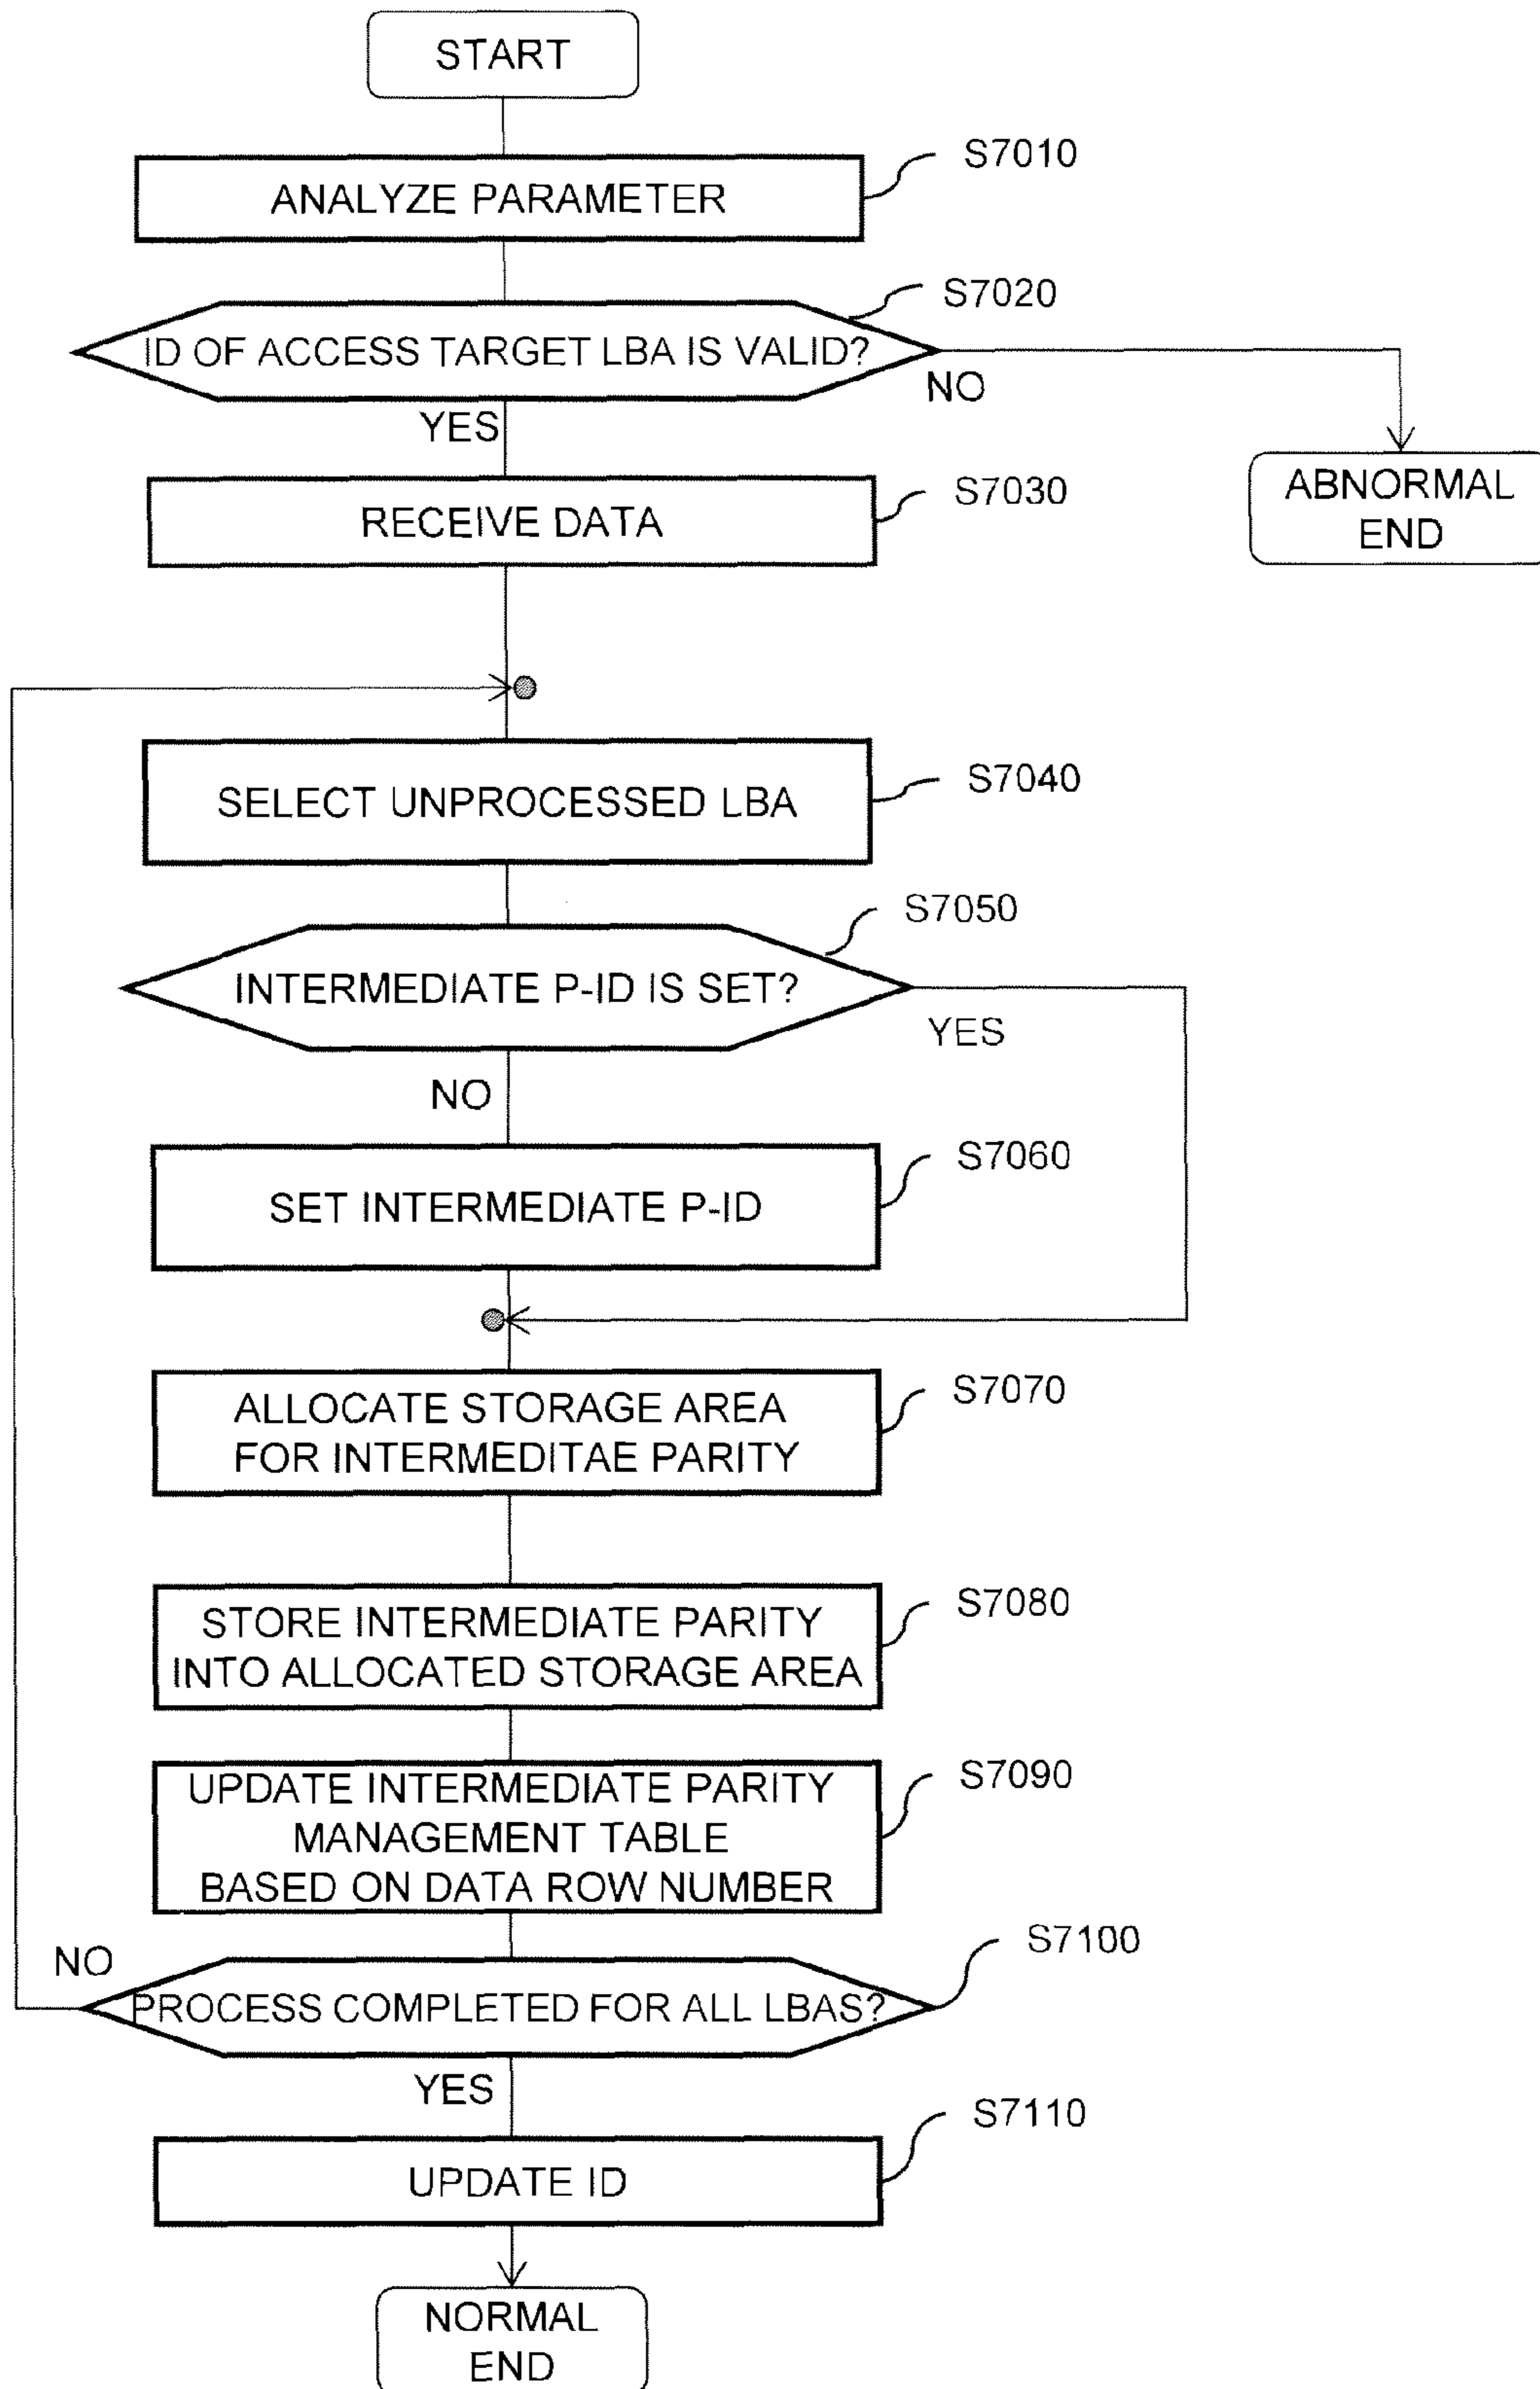 START
S7010
ANALYZE PARAMETER
S7020
ID OF ACCESS TARGET LBA IS VALID?
NO
YES
ABNORMAL
END
S7030
RECEIVE DATA
S7040
SELECT UNPROCESSED LBA
S7050
INTERMEDIATE P-ID IS SET?
YES
NO
S7060
SET INTERMEDIATE P-ID
S7070
ALLOCATE STORAGE AREA
FOR INTERMEDITAE PARITY
S7080
STORE INTERMEDIATE PARITY
INTO ALLOCATED STORAGE AREA
S7090
UPDATE INTERMEDIATE PARITY
MANAGEMENT TABLE
BASED ON DATA ROW NUMBER
S7100
NO
PROCESS COMPLETED FOR ALL LBAS?
YES
S7110
UPDATE ID
NORMAL
END